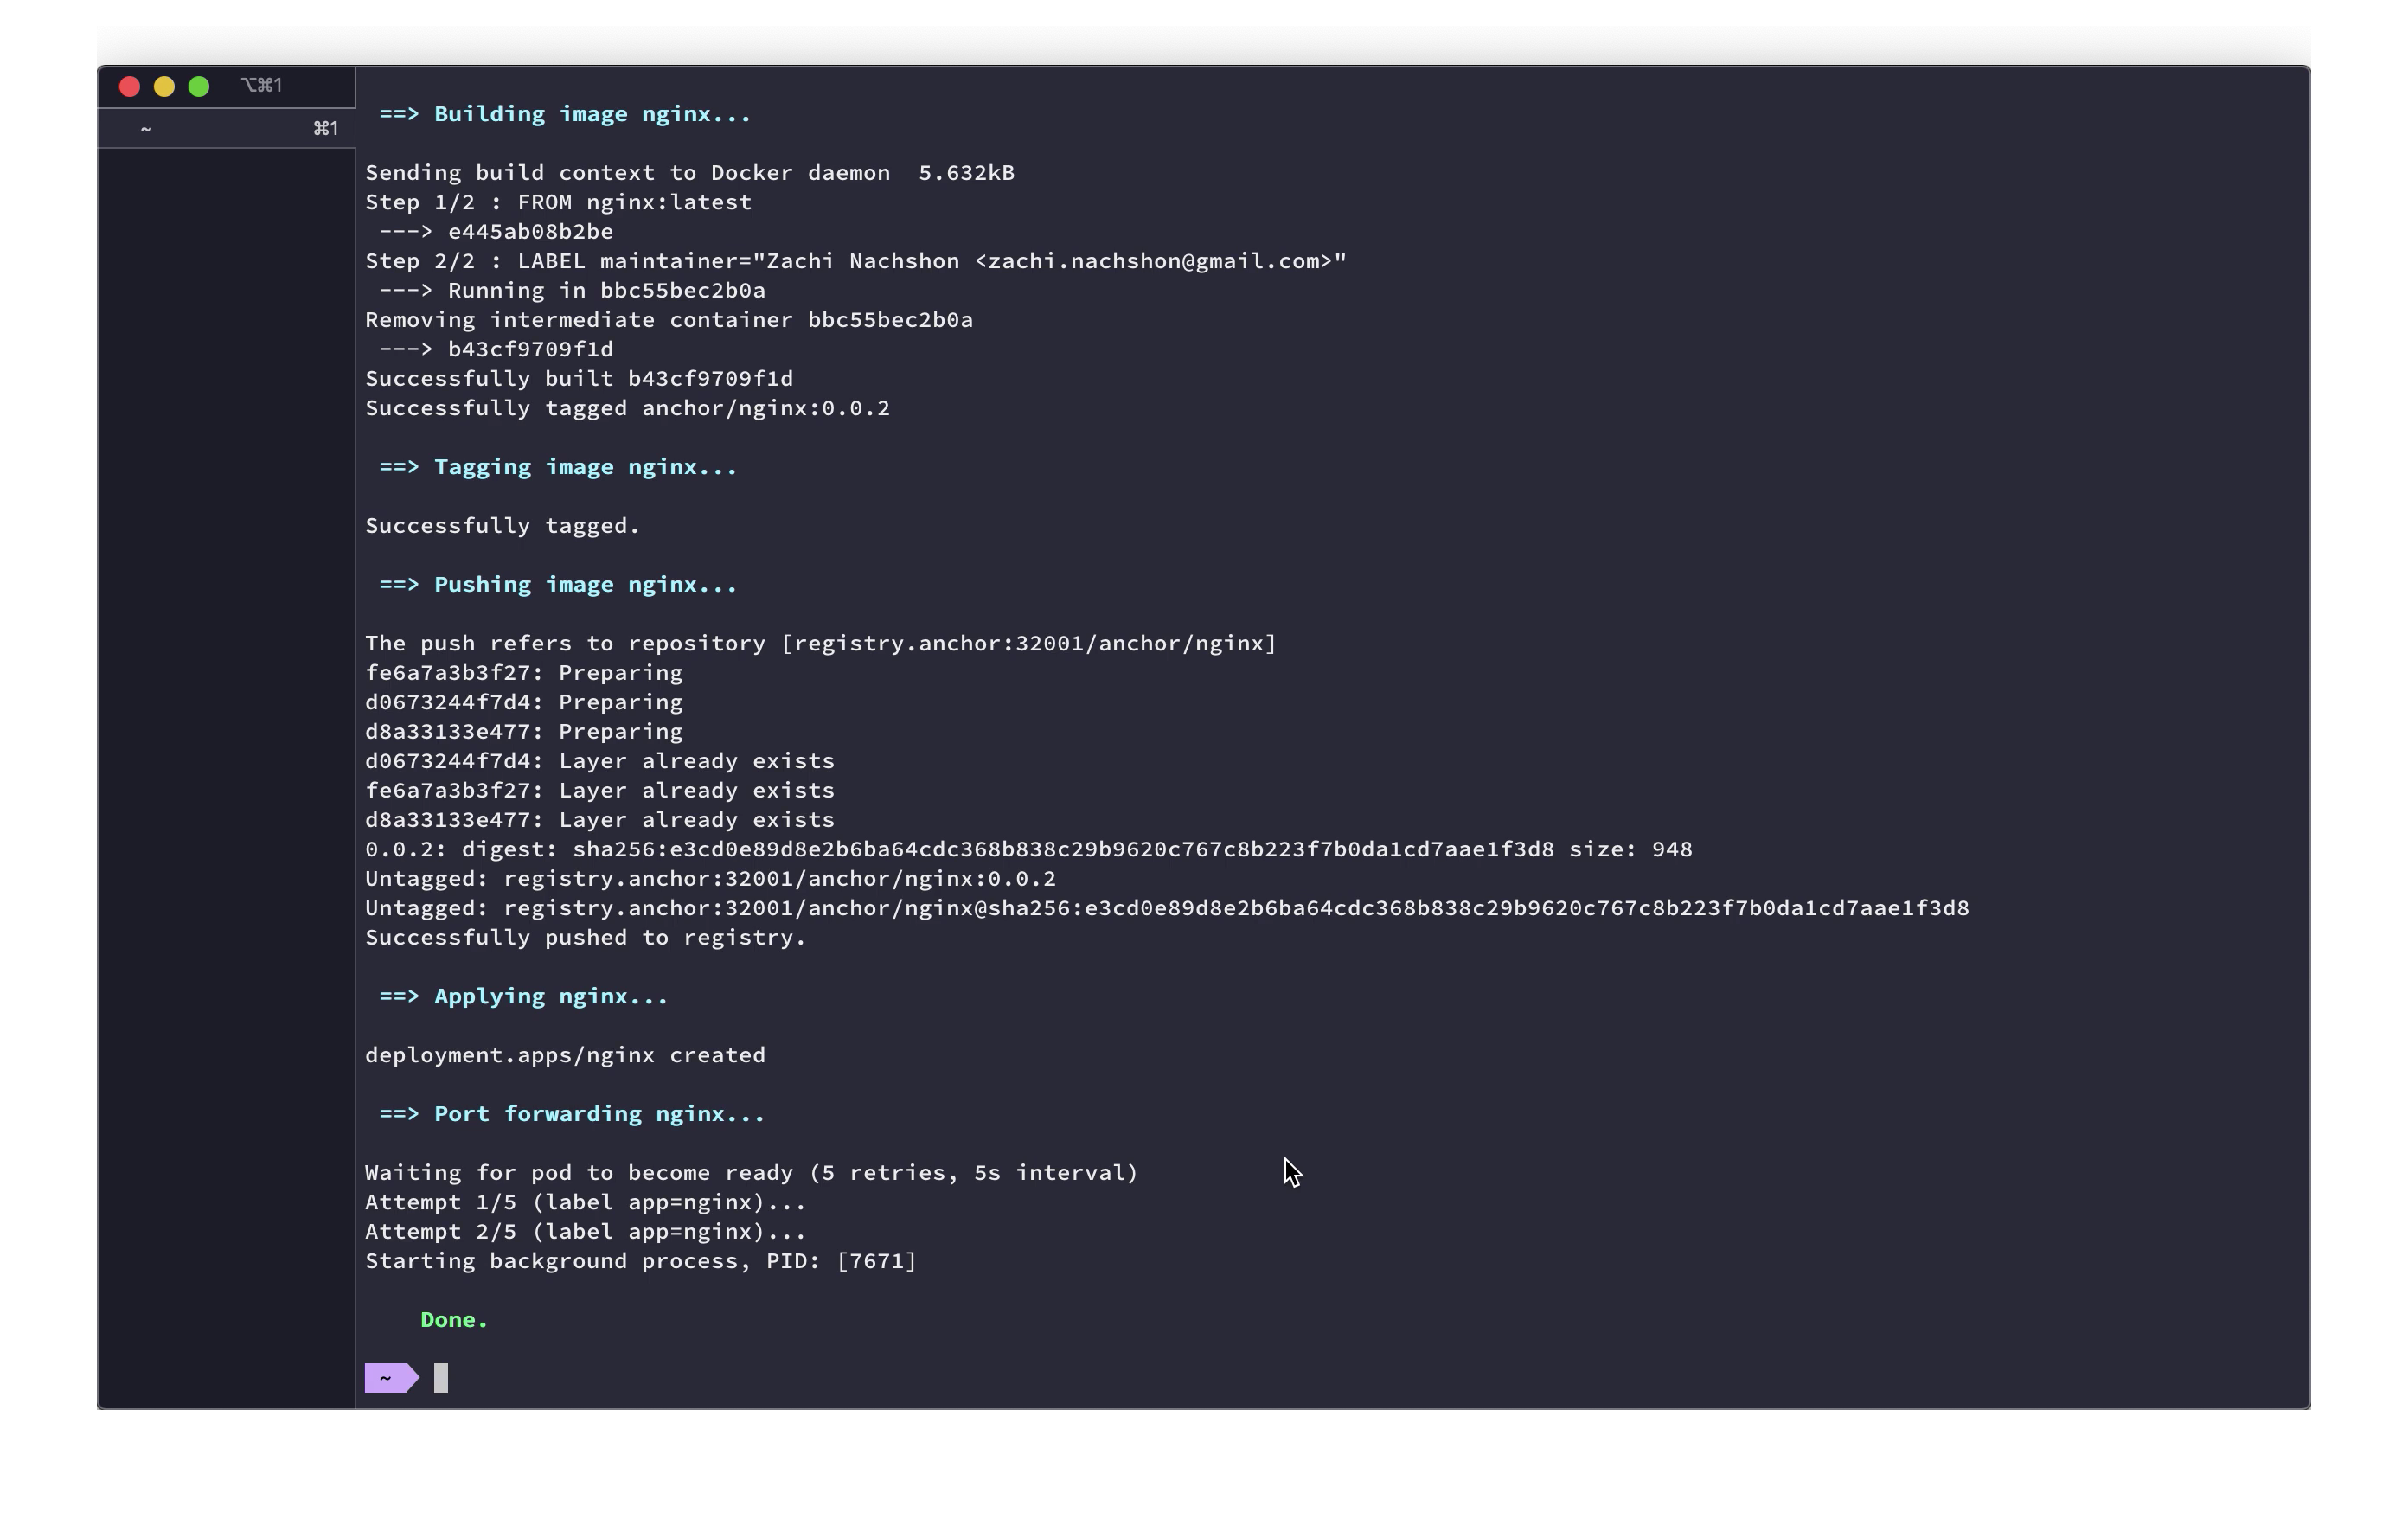 ⌥⌘1
~ ⌘1
==> Building image nginx...
Sending build context to Docker daemon  5.632kB
Step 1/2 : FROM nginx:latest
 ---> e445ab08b2be
Step 2/2 : LABEL maintainer="Zachi Nachshon <zachi.nachshon@gmail.com>"
 ---> Running in bbc55bec2b0a
Removing intermediate container bbc55bec2b0a
 ---> b43cf9709f1d
Successfully built b43cf9709f1d
Successfully tagged anchor/nginx:0.0.2
==> Tagging image nginx...
Successfully tagged.
==> Pushing image nginx...
The push refers to repository [registry.anchor:32001/anchor/nginx]
fe6a7a3b3f27: Preparing
d0673244f7d4: Preparing
d8a33133e477: Preparing
d0673244f7d4: Layer already exists
fe6a7a3b3f27: Layer already exists
d8a33133e477: Layer already exists
0.0.2: digest: sha256:e3cd0e89d8e2b6ba64cdc368b838c29b9620c767c8b223f7b0da1cd7aae1f3d8 size: 948
Untagged: registry.anchor:32001/anchor/nginx:0.0.2
Untagged: registry.anchor:32001/anchor/nginx@sha256:e3cd0e89d8e2b6ba64cdc368b838c29b9620c767c8b223f7b0da1cd7aae1f3d8
Successfully pushed to registry.
==> Applying nginx...
deployment.apps/nginx created
==> Port forwarding nginx...
Waiting for pod to become ready (5 retries, 5s interval)
Attempt 1/5 (label app=nginx)...
Attempt 2/5 (label app=nginx)...
Starting background process, PID: [7671]
Done.
~